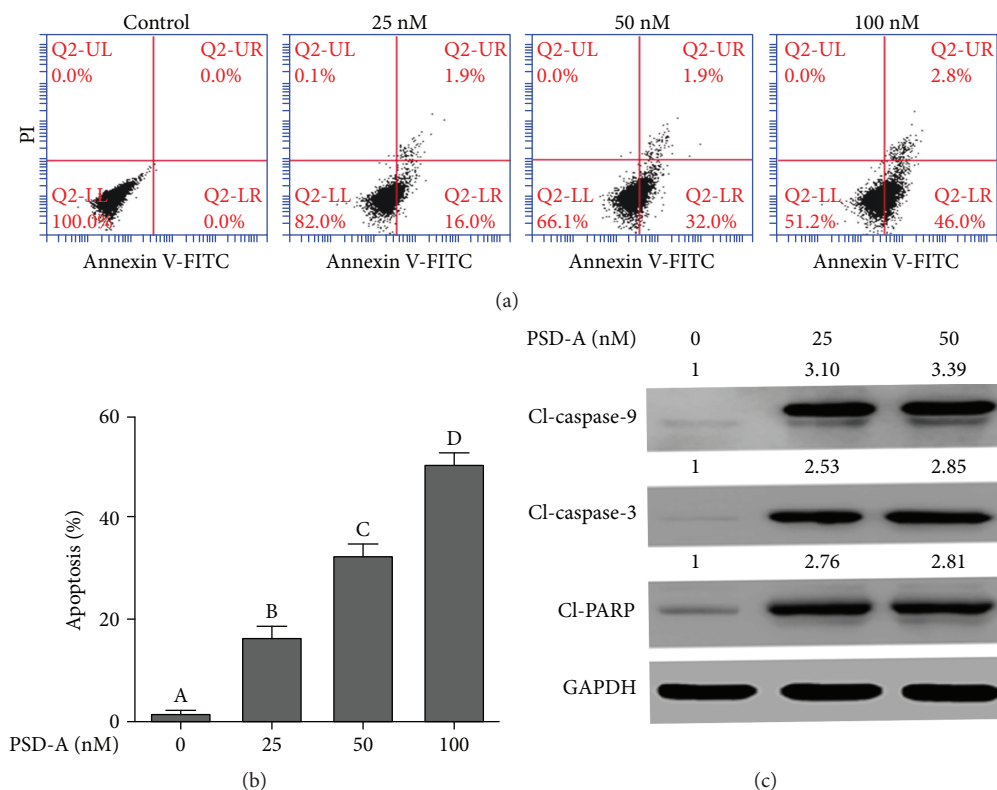 Control
25 nM
50 nM
100 nM
Q2-UL
0.0%
Q2-UR
0.0%
Q2-LL
100.0%
Q2-LR
0.0%
Q2-UL
0.1%
Q2-UR
1.9%
Q2-LL
82.0%
Q2-LR
16.0%
Q2-UL
0.0%
Q2-UR
1.9%
Q2-LL
66.1%
Q2-LR
32.0%
Q2-UL
0.0%
Q2-UR
2.8%
Q2-LL
51.2%
Q2-LR
46.0%
PI
Annexin V-FITC
Annexin V-FITC
Annexin V-FITC
Annexin V-FITC
(a)
Apoptosis (%)
60
40
20
0
A
B
C
D
PSD-A (nM) 0 25 50 100
(b)
PSD-A (nM) 0 25 50
1 3.10 3.39
Cl-caspase-9
1 2.53 2.85
Cl-caspase-3
1 2.76 2.81
Cl-PARP
GAPDH
(c)